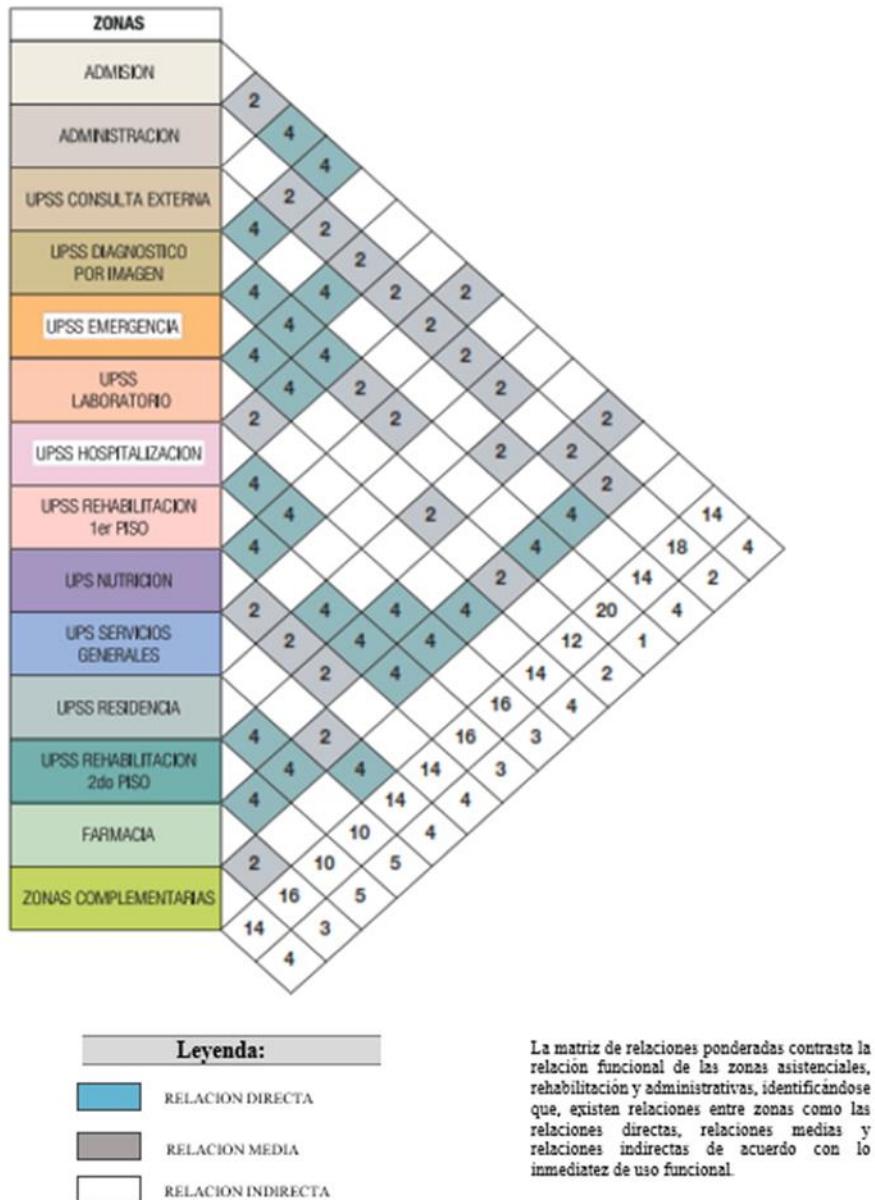 ZONAS
ADMISION
2
ADMINISTRACION 4
4
UPSS CONSULTA EXTERNA 2
4 2
UPSS DIAGNOSTICO
2
POR IMAGEN
4 4 2 2
UPSS EMERGENCIA 4 2
4 4 2
UPSS
4 2 2
LABORATORIO
2 2 2
UPSS HOSPITALIZACION 2 2
4 2
UPSS REHABILITACION
4 2 4 14
1er PISO
4 4 18 4
UPS NUTRICION 2 14 2
2 4 4 4 20 4
UPS SERVICIOS
2 4 4 12 1
GENERALES
2 4 14 2
UPSS RESIDENCIA 16 4
4 2 16 3
UPSS REHABILITACION
4 4 14 3
2do PISO
4 14 4
FARMACIA 10 4
2 10 5
ZONAS COMPLEMENTARIAS 16 5
14 3
4
Leyenda:
RELACION DIRECTA
RELACION MEDIA
RELACION INDIRECTA
La matriz de relaciones ponderadas contrasta la
relación funcional de las zonas asistenciales,
rehabilitación y administrativas, identificándose
que, existen relaciones entre zonas como las
relaciones directas, relaciones medias y
relaciones indirectas de acuerdo con lo
inmediatez de uso funcional.